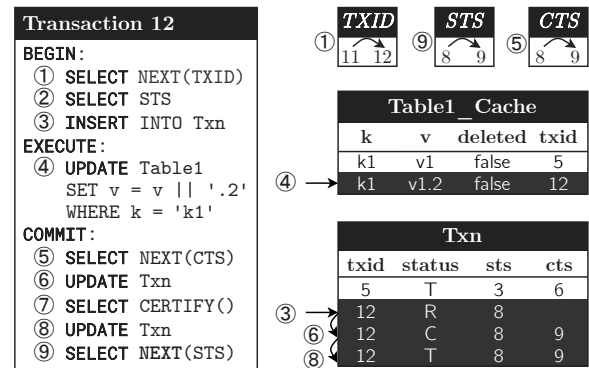 Transaction 12
BEGIN:
① SELECT NEXT(TXID)
② SELECT STS
③ INSERT INTO Txn
EXECUTE:
④ UPDATE Table1
SET v = v || '.2'
WHERE k = 'k1'
COMMIT:
⑤ SELECT NEXT(CTS)
⑥ UPDATE Txn
⑦ SELECT CERTIFY()
⑧ UPDATE Txn
⑨ SELECT NEXT(STS)
TXID
① 11 12
STS
⑨ 8 9
CTS
⑤ 8 9
Table1_Cache
k v deleted txid
k1 v1 false 5
④ k1 v1.2 false 12
Txn
txid status sts cts
5 T 3 6
③ 12 R 8
⑥ 12 C 8 9
⑧ 12 T 8 9